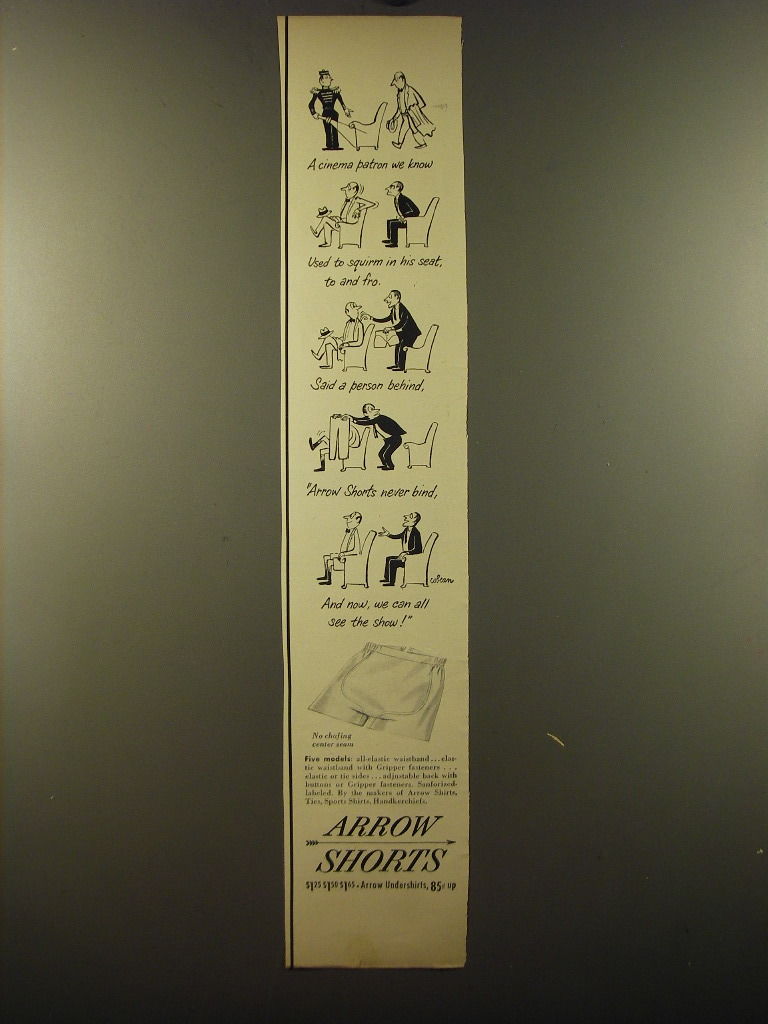 A cinema patron we know
Used to squirm in his seat,
to and fro.
Said a person behind,
"Arrow Shorts never bind,
And now, we can all
see the show!"
No chafing
center seam
Five models: all-elastic waistband...elas-
tic waistband with Gripper fasteners...
elastic or tie sides...adjustable back with
buttons or Gripper fasteners. Sanforized-
labeled. By the makers of Arrow Shirts,
Ties, Sports Shirts, Handkerchiefs.
ARROW
SHORTS
$1.25 $1.50 $1.65 • Arrow Undershirts, 85¢ up